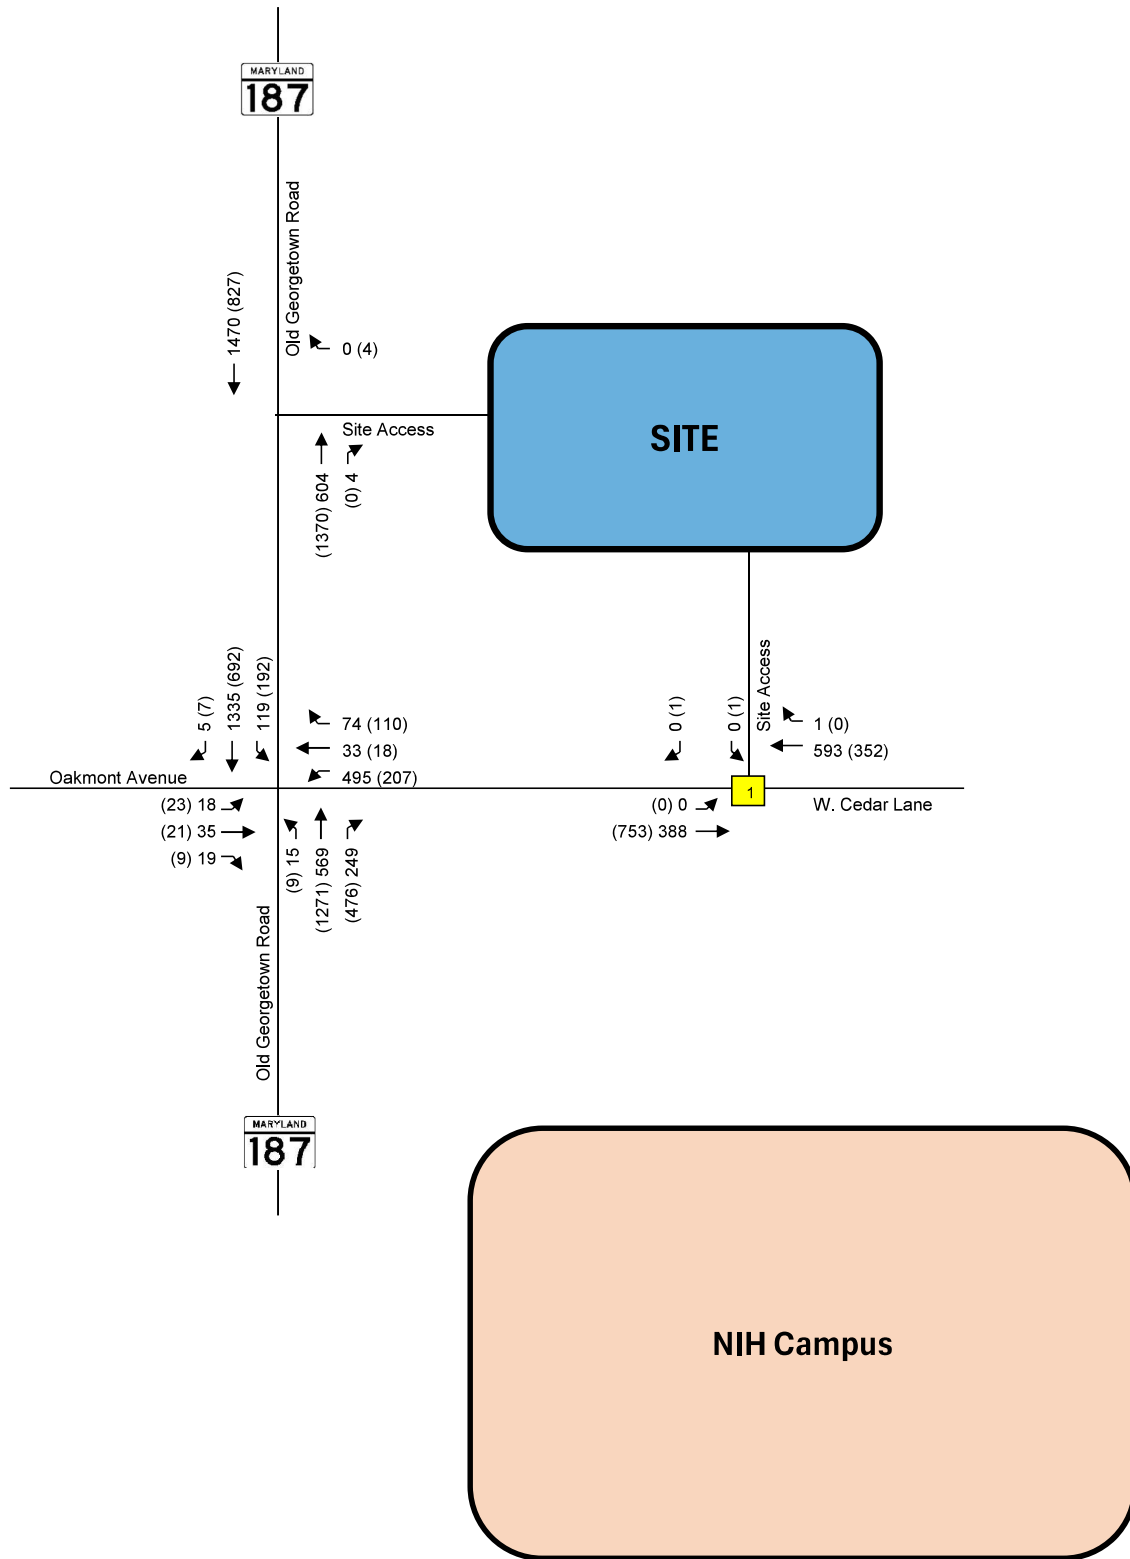 MARYLAND
187
Old Georgetown Road
1470 (827)
0 (4)
Site Access
SITE
(1370) 604
(0) 4
5 (7)
1335 (692)
119 (192)
74 (110)
33 (18)
495 (207)
0 (1)
0 (1)
Site Access
1 (0)
593 (352)
Oakmont Avenue
1
W. Cedar Lane
(23) 18
(21) 35
(9) 19
(9) 15
(1271) 569
(476) 249
(0) 0
(753) 388
Old Georgetown Road
MARYLAND
187
NIH Campus